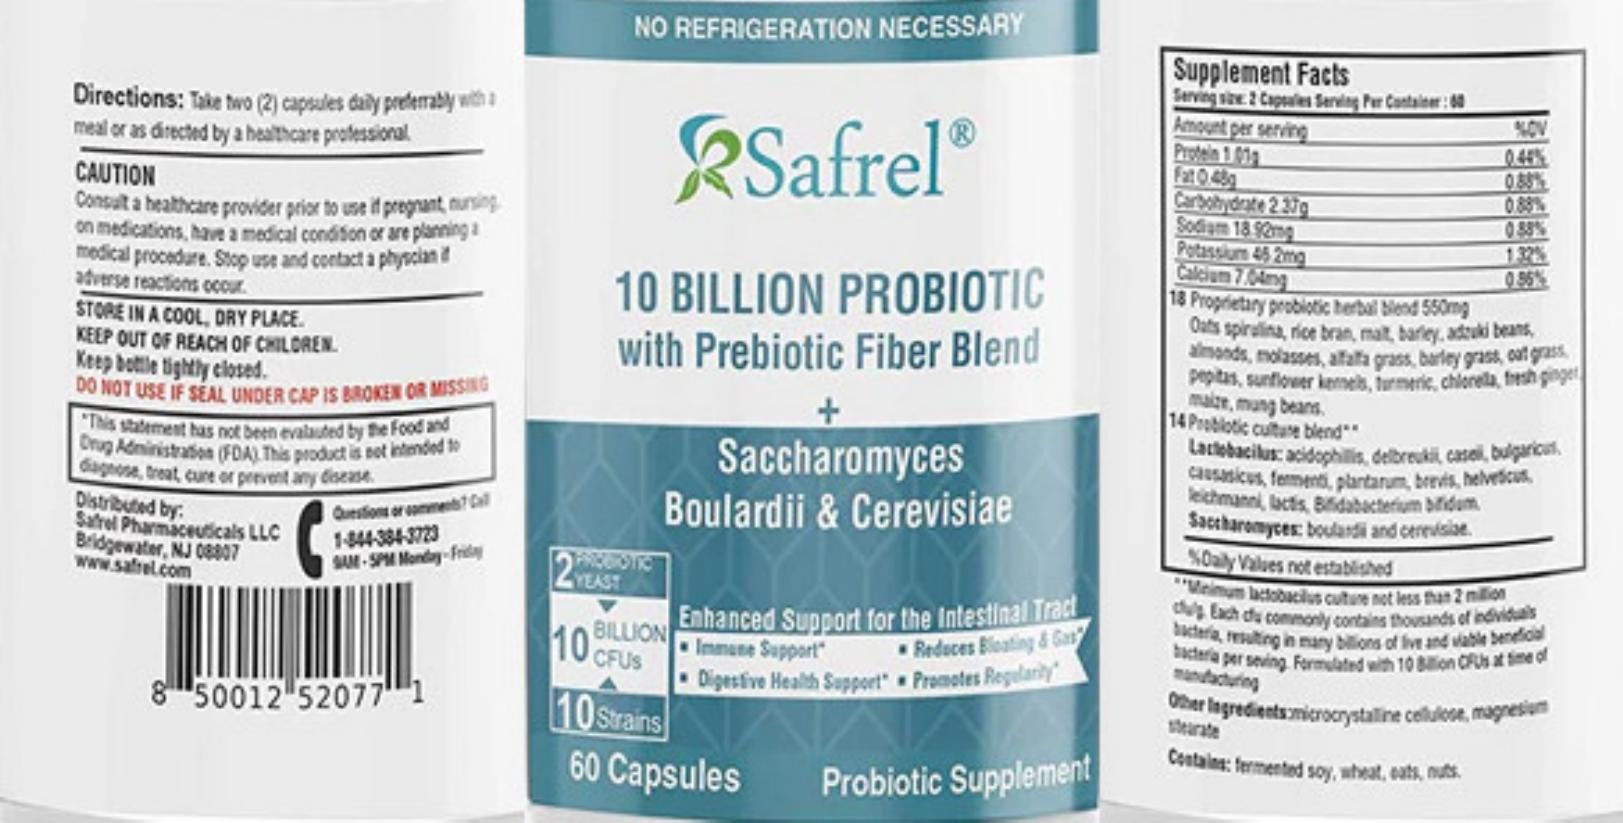 Directions: Take two (2) capsules daily preferrably with a
meal or as directed by a healthcare professional.
CAUTION
Consult a healthcare provider prior to use if pregnant, nursing,
on medications, have a medical condition or are planning a
medical procedure. Stop use and contact a physcian if
adverse reactions occur.
STORE IN A COOL, DRY PLACE.
KEEP OUT OF REACH OF CHILDREN.
Keep bottle tightly closed.
DO NOT USE IF SEAL UNDER CAP IS BROKEN OR MISSING
*This statement has not been evalauted by the Food and
Drug Administration (FDA).This product is not intended to
diagnose, treat, cure or prevent any disease.
Distributed by:
Safrel Pharmaceuticals LLC
Bridgewater, NJ 08807
www.safrel.com
Questions or comments? Call
1-844-384-3723
9AM - 5PM Monday - Friday
8 50012 52077 1
NO REFRIGERATION NECESSARY
Safrel®
10 BILLION PROBIOTIC
with Prebiotic Fiber Blend
+
Saccharomyces
Boulardii & Cerevisiae
2 PROBIOTIC
YEAST
10 BILLION
CFUs
10 Strains
Enhanced Support for the Intestinal Tract
▪ Immune Support* ▪ Reduces Bloating & Gas*
▪ Digestive Health Support* ▪ Promotes Regularity*
60 Capsules Probiotic Supplement
Supplement Facts
Serving size: 2 Capsules Serving Per Container : 60
Amount per serving %DV
Protein 1.01g 0.44%
Fat 0.48g 0.88%
Carbohydrate 2.37g 0.88%
Sodium 18.92mg 0.88%
Potassium 46.2mg 1.32%
Calcium 7.04mg 0.86%
18 Proprietary probiotic herbal blend 550mg
Oats spirulina, rice bran, malt, barley, adzuki beans,
almonds, molasses, alfalfa grass, barley grass, oat grass,
pepitas, sunflower kernels, turmeric, chlorella, fresh ginger,
maize, mung beans.
14 Probiotic culture blend**
Lactobacilus: acidophillis, delbreukii, caseii, bulgaricus,
causasicus, fermenti, plantarum, brevis, helveticus,
leichmanni, lactis, Bifidabacterium bifidum.
Saccharomyces: boulardii and cerevisiae.
%Daily Values not established
**Minimum lactobacilus culture not less than 2 million
cfu/g. Each cfu commonly contains thousands of individuals
bacteria, resulting in many billions of live and viable beneficial
bacteria per seving. Formulated with 10 Billion CFUs at time of
manufacturing
Other Ingredients:microcrystalline cellulose, magnesium
stearate
Contains: fermented soy, wheat, oats, nuts.